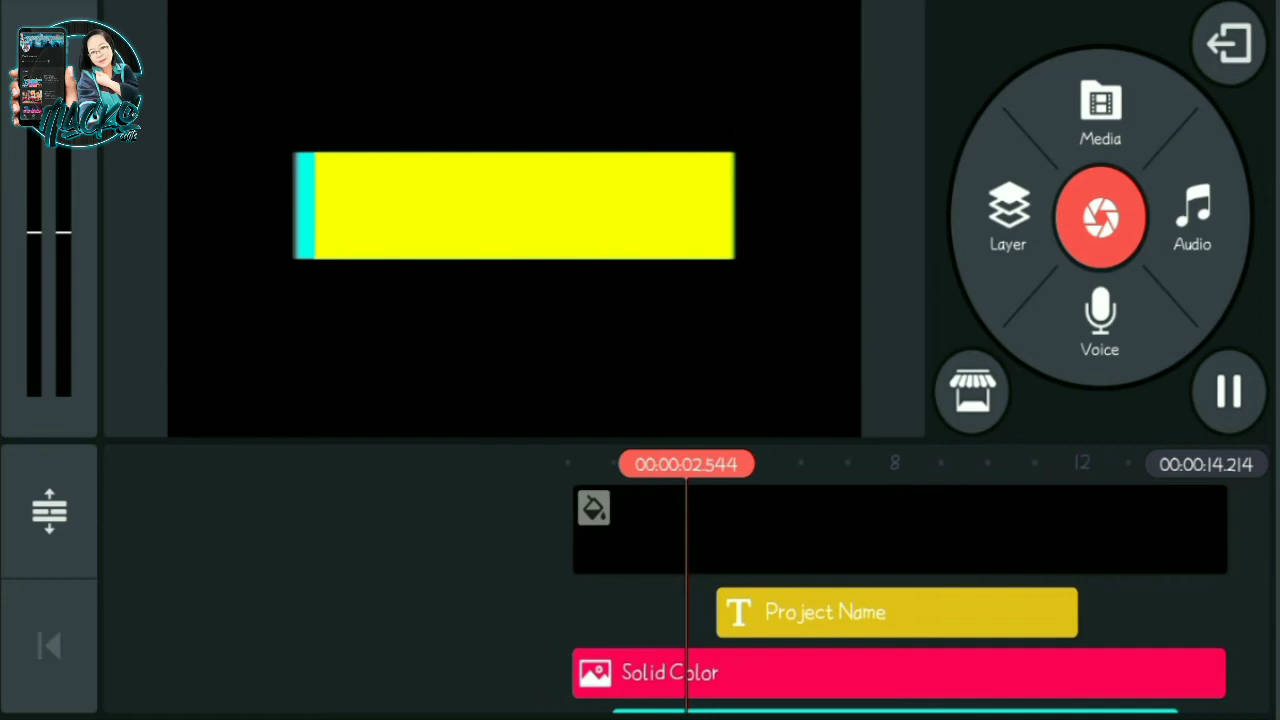 Media
Layer
Audio
Voice
00:00:02.544
8
12
00:00:14.214
T Project Name
Solid Color